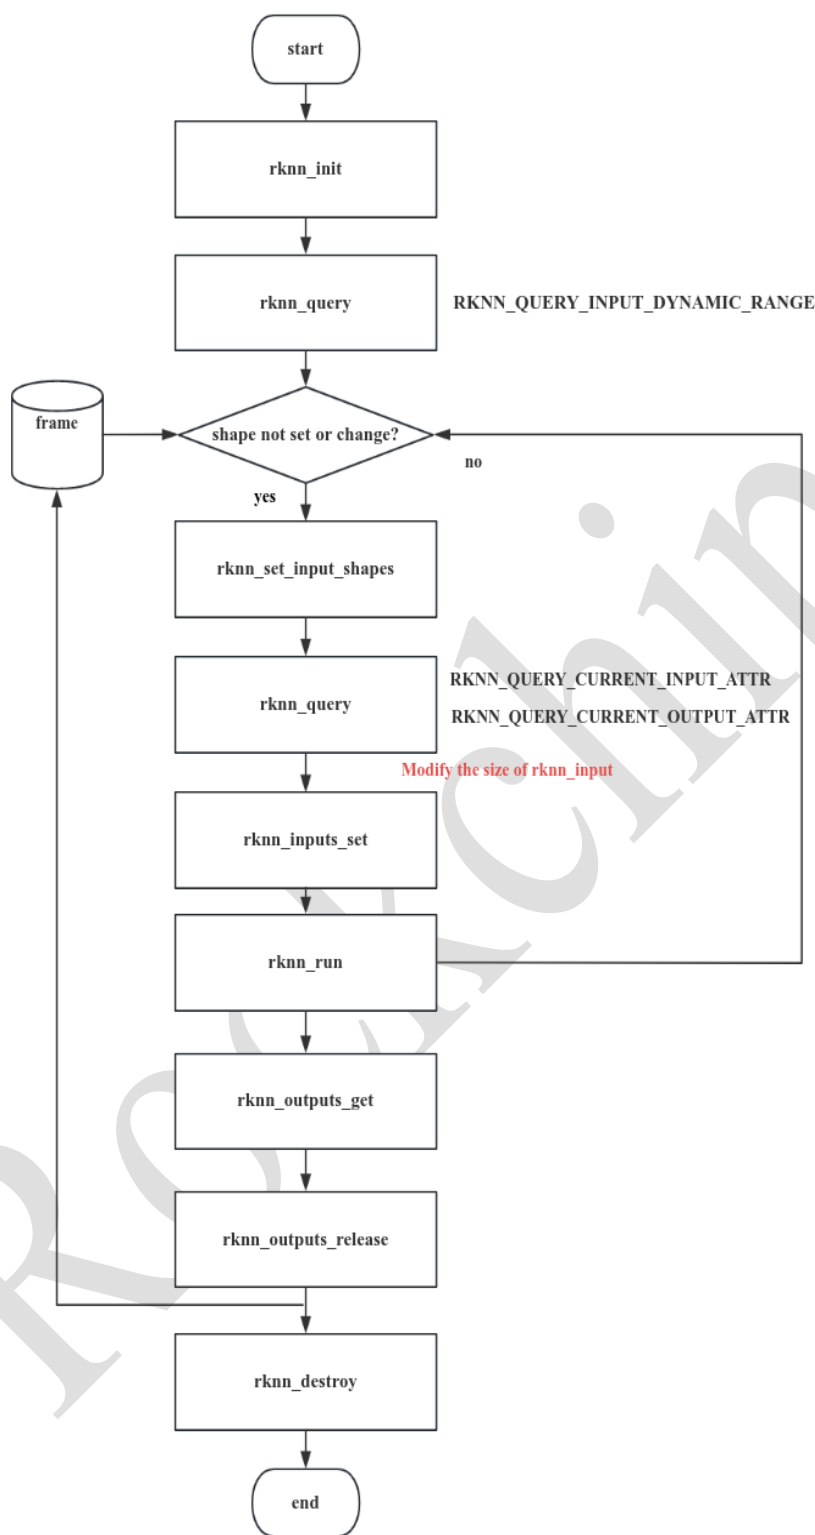 start
rknn_init
rknn_query
RKNN_QUERY_INPUT_DYNAMIC_RANGE
frame
shape not set or change?
no
yes
rknn_set_input_shapes
rknn_query
RKNN_QUERY_CURRENT_INPUT_ATTR
RKNN_QUERY_CURRENT_OUTPUT_ATTR
Modify the size of rknn_input
rknn_inputs_set
rknn_run
rknn_outputs_get
rknn_outputs_release
rknn_destroy
end
Rockchin